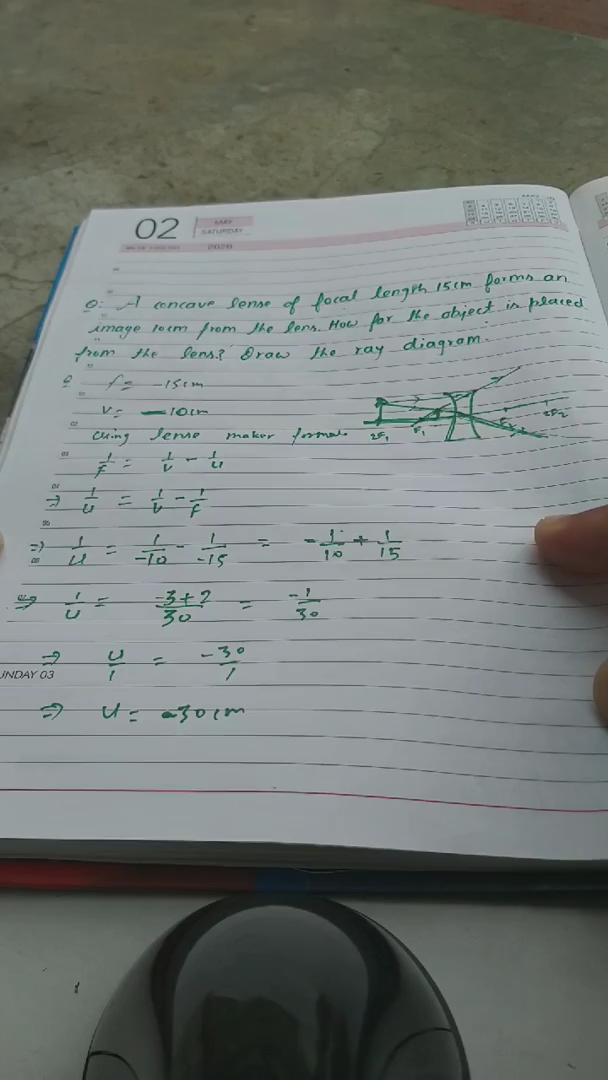 02
MAY
SATURDAY
2020
Q: A concave lense of focal length 15cm forms an
image 10cm from the lens. How far the object is placed
from the lens? Draw the ray diagram.
f = -15cm
v = -10cm
Using lense maker formula
2F₁ F₁ 2F₂
1/f = 1/v - 1/u
⇒ 1/u = 1/v - 1/f
⇒ 1/u = 1/-10 - 1/-15 = -1/10 + 1/15
⇒ 1/u = -3+2/30 = -1/30
⇒ u/1 = -30/1
UNDAY 03
⇒ u = -30cm